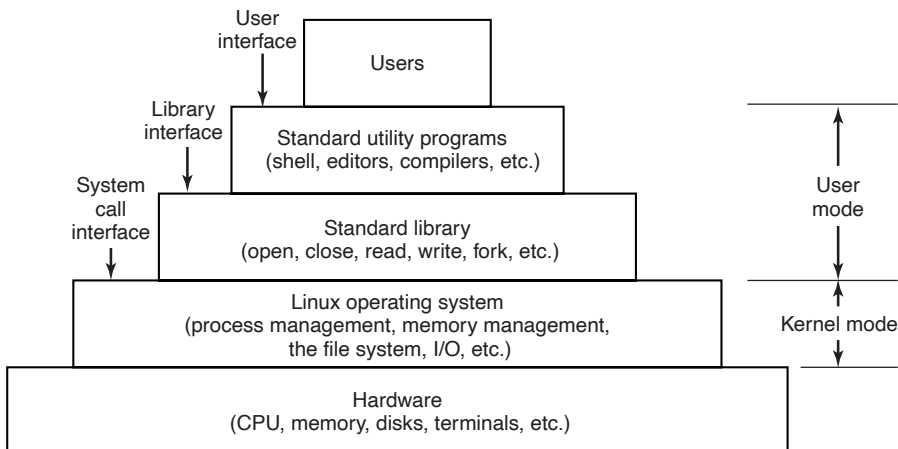 User
interface
Users
Library
interface
Standard utility programs
(shell, editors, compilers, etc.)
System
call
interface
Standard library
(open, close, read, write, fork, etc.)
User
mode
Linux operating system
(process management, memory management,
the file system, I/O, etc.)
Kernel mode
Hardware
(CPU, memory, disks, terminals, etc.)